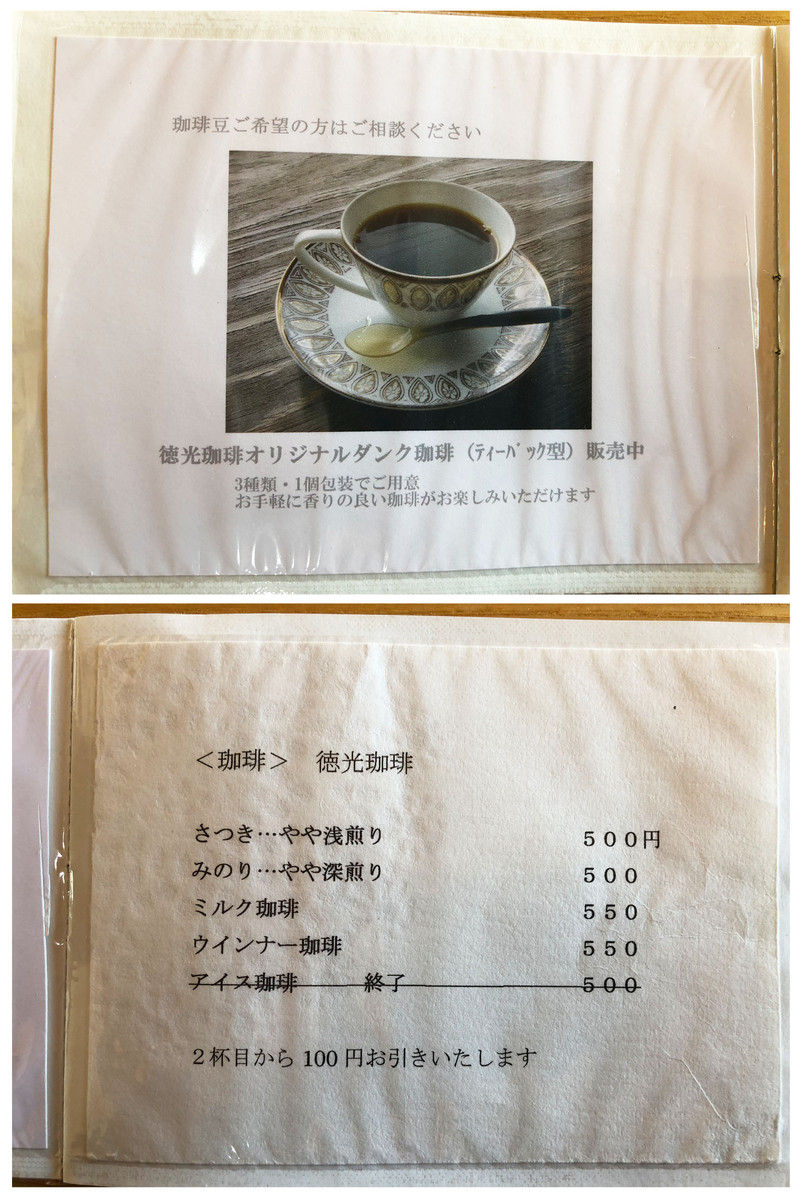 珈琲豆ご希望の方はご相談ください
徳光珈琲オリジナルダンク珈琲（ﾃｨｰﾊﾞｯｸ型）販売中
3種類・1個包装でご用意
お手軽に香りの良い珈琲がお楽しみいただけます
＜珈琲＞　徳光珈琲
さつき…やや浅煎り　５００円
みのり…やや深煎り　５００
ミルク珈琲　５５０
ウインナー珈琲　５５０
アイス珈琲　終了　５００
２杯目から100円お引きいたします